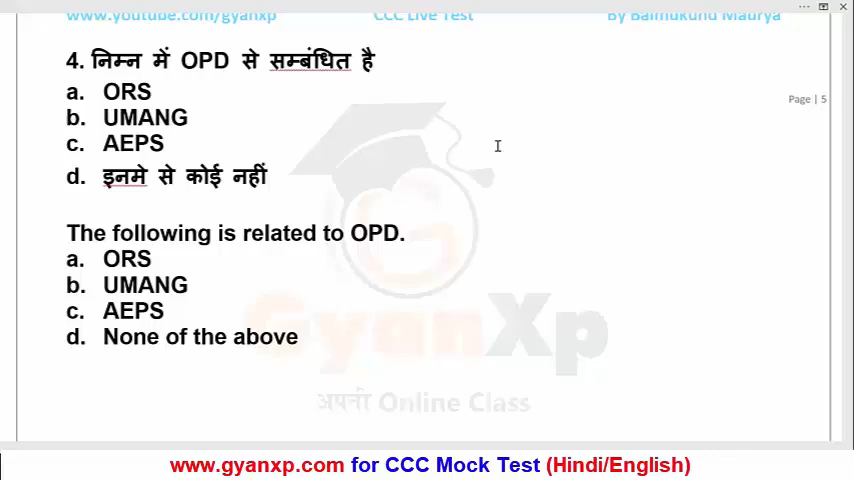 www.youtube.com/gyanxp CCC Live Test By Balmukund Maurya
4. निम्न में OPD से सम्बंधित है
a. ORS
Page | 5
b. UMANG
c. AEPS
d. इनमे से कोई नहीं
The following is related to OPD.
a. ORS
b. UMANG
c. AEPS
d. None of the above
GyanXp
अपनी Online Class
www.gyanxp.com for CCC Mock Test (Hindi/English)